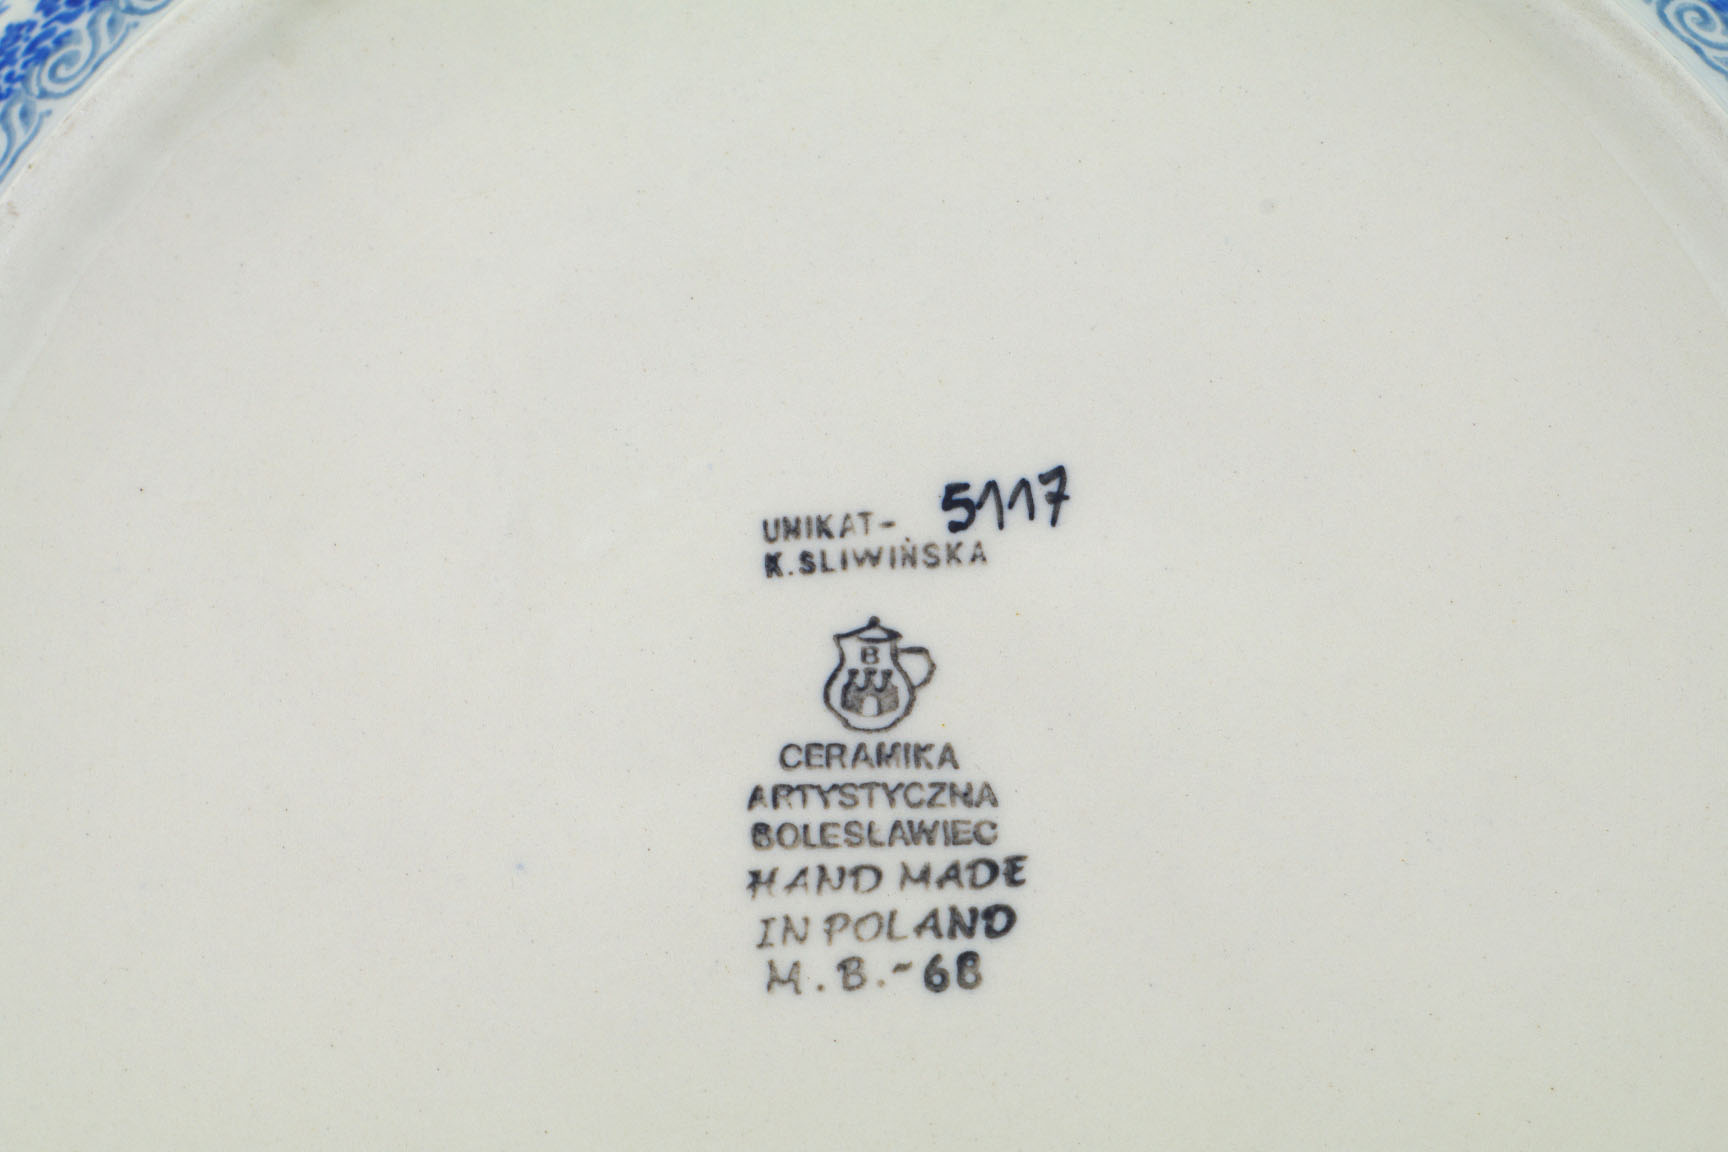 UNIKAT- 5117
K.SLIWIŃSKA
B
CERAMIKA
ARTYSTYCZNA
BOLESŁAWIEC
HAND MADE
IN POLAND
M.B.-68